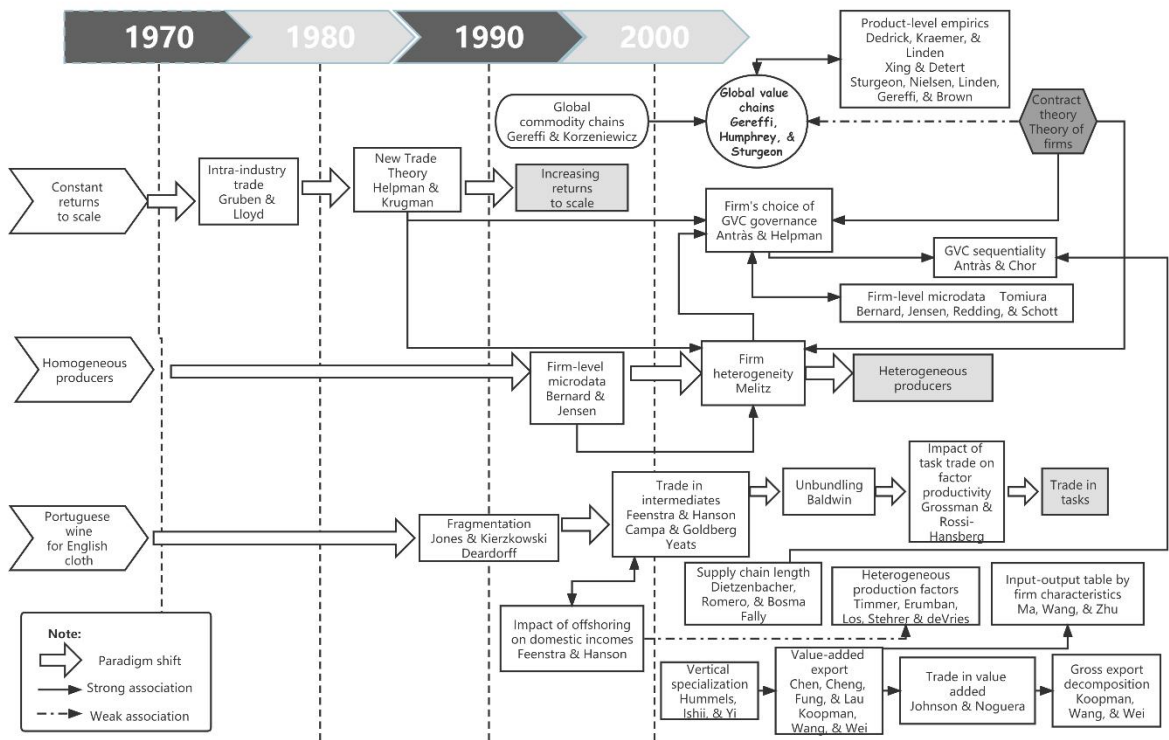 1970
1980
1990
2000
Product-level empirics
Dedrick, Kraemer, &
Linden
Xing & Detert
Sturgeon, Nielsen, Linden,
Gereffi, & Brown
Global
commodity chains
Gereffi & Korzeniewicz
Global value
chains
Gereffi,
Humphrey, &
Sturgeon
Contract
theory
Theory of
firms
Constant
returns
to scale
Intra-industry
trade
Gruben &
Lloyd
New Trade
Theory
Helpman &
Krugman
Increasing
returns
to scale
Firm's choice of
GVC governance
Antràs & Helpman
GVC sequentiality
Antràs & Chor
Firm-level microdata Tomiura
Bernard, Jensen, Redding, & Schott
Homogeneous
producers
Firm-level
microdata
Bernard &
Jensen
Firm
heterogeneity
Melitz
Heterogeneous
producers
Portuguese
wine
for English
cloth
Fragmentation
Jones & Kierzkowski
Deardorff
Trade in
intermediates
Feenstra & Hanson
Campa & Goldberg
Yeats
Unbundling
Baldwin
Impact of
task trade on
factor
productivity
Grossman &
Rossi-
Hansberg
Trade in
tasks
Supply chain length
Dietzenbacher,
Romero, & Bosma
Fally
Heterogeneous
production factors
Timmer, Erumban,
Los, Stehrer & deVries
Input-output table by
firm characteristics
Ma, Wang, & Zhu
Impact of offshoring
on domestic incomes
Feenstra & Hanson
Vertical
specialization
Hummels,
Ishii, & Yi
Value-added
export
Chen, Cheng,
Fung, & Lau
Koopman,
Wang, & Wei
Trade in value
added
Johnson & Noguera
Gross export
decomposition
Koopman,
Wang, & Wei
Note:
Paradigm shift
Strong association
Weak association